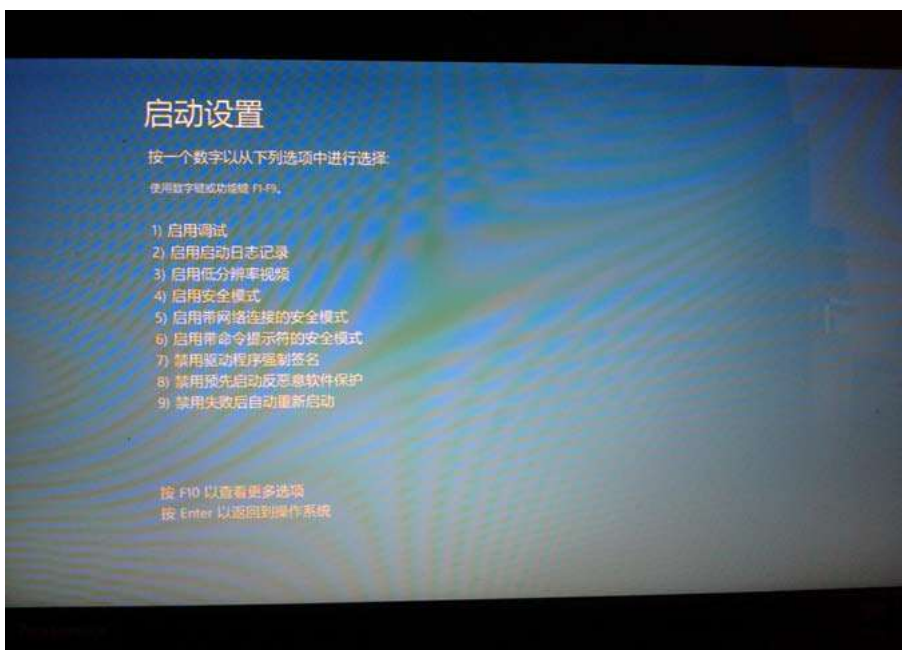 启动设置
按一个数字以从下列选项中进行选择:
使用数字键或功能键 F1-F9。
1) 启用调试
2) 启用启动日志记录
3) 启用低分辨率视频
4) 启用安全模式
5) 启用带网络连接的安全模式
6) 启用带命令提示符的安全模式
7) 禁用驱动程序强制签名
8) 禁用预先启动反恶意软件保护
9) 禁用失败后自动重新启动
按 F10 以查看更多选项
按 Enter 以返回到操作系统